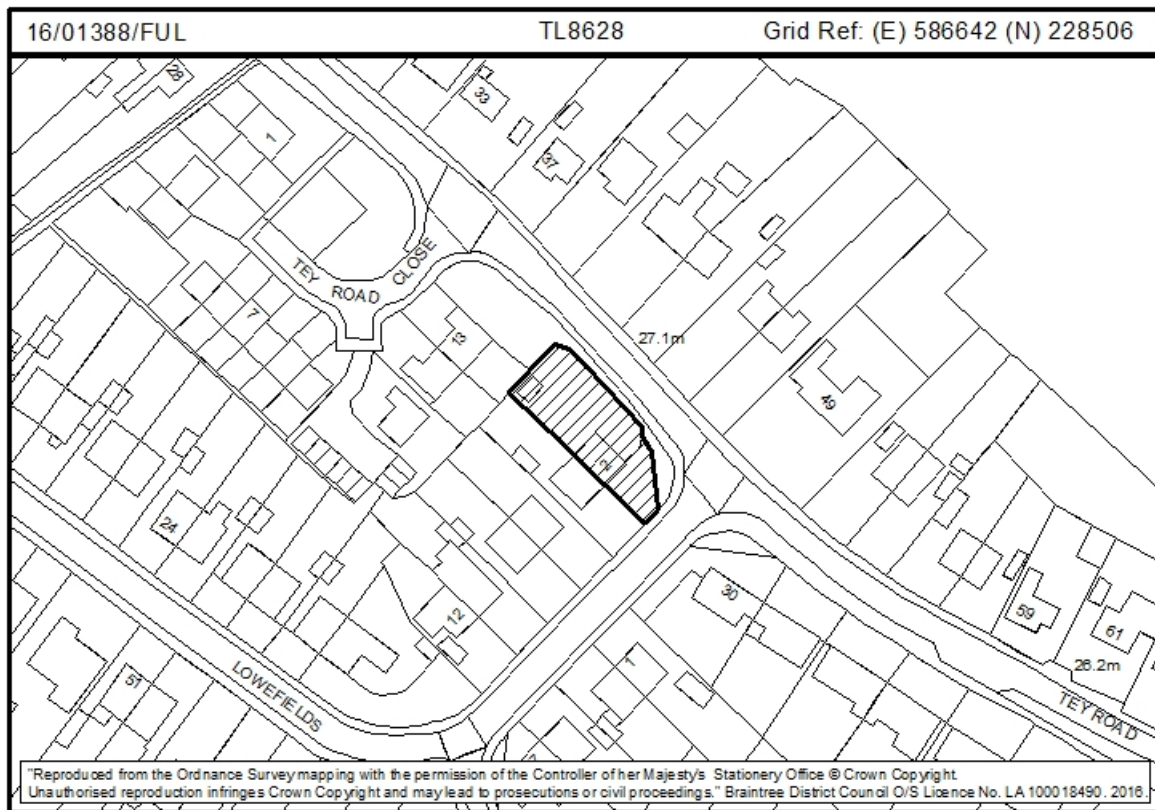 16/01388/FUL TL8628 Grid Ref: (E) 586642 (N) 228506
28
33
1
37
TEY ROAD CLOSE
7
13
27.1m
49
2
24
12
30
59
61
1
26.2m
51
LOWEFIELDS
TEY ROAD
"Reproduced from the Ordnance Survey mapping with the permission of the Controller of her Majesty's Stationery Office © Crown Copyright.
Unauthorised reproduction infringes Crown Copyright and may lead to prosecutions or civil proceedings." Braintree District Council O/S Licence No. LA 100018490. 2016.